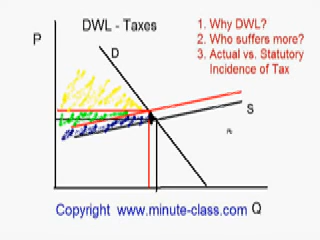 DWL - Taxes
P
D
1. Why DWL?
2. Who suffers more?
3. Actual vs. Statutory
Incidence of Tax
S
Copyright www.minute-class.com
Q